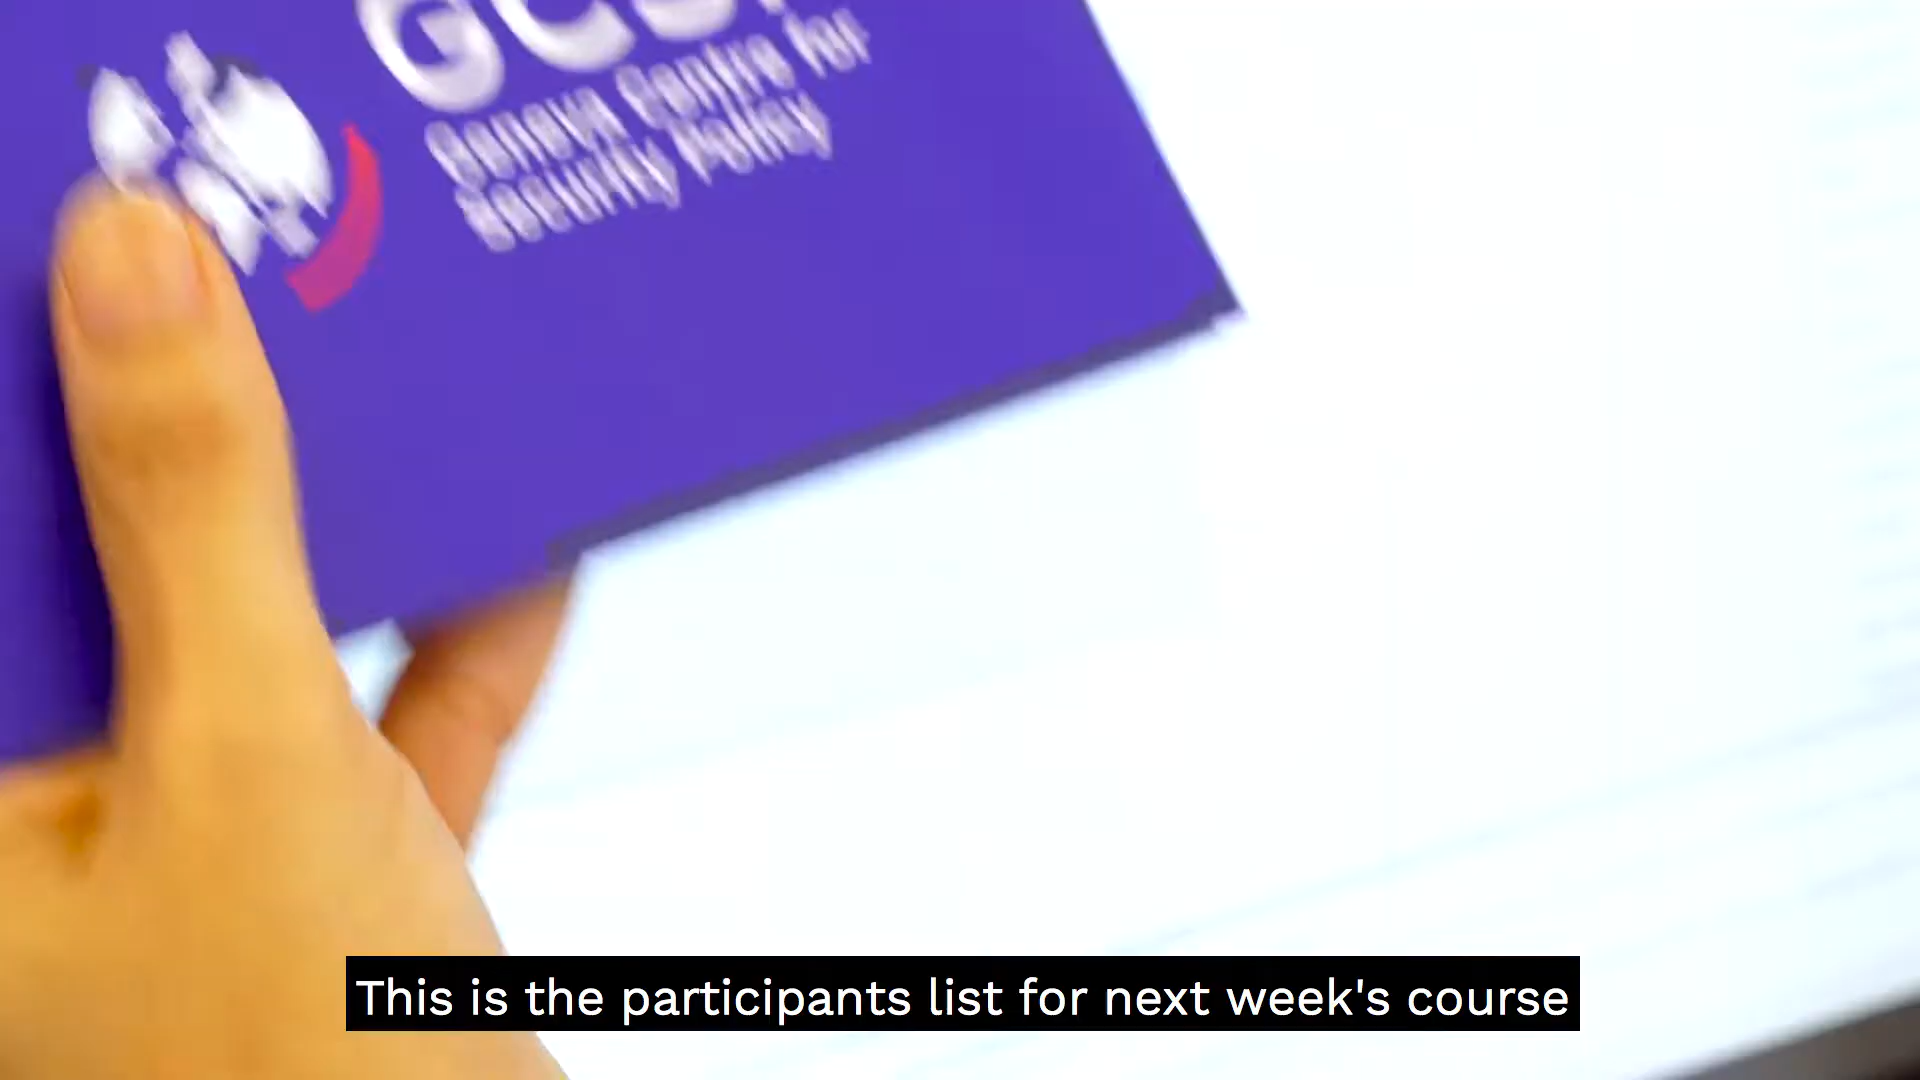 GCSP
Geneva Centre for
Security Policy
This is the participants list for next week's course